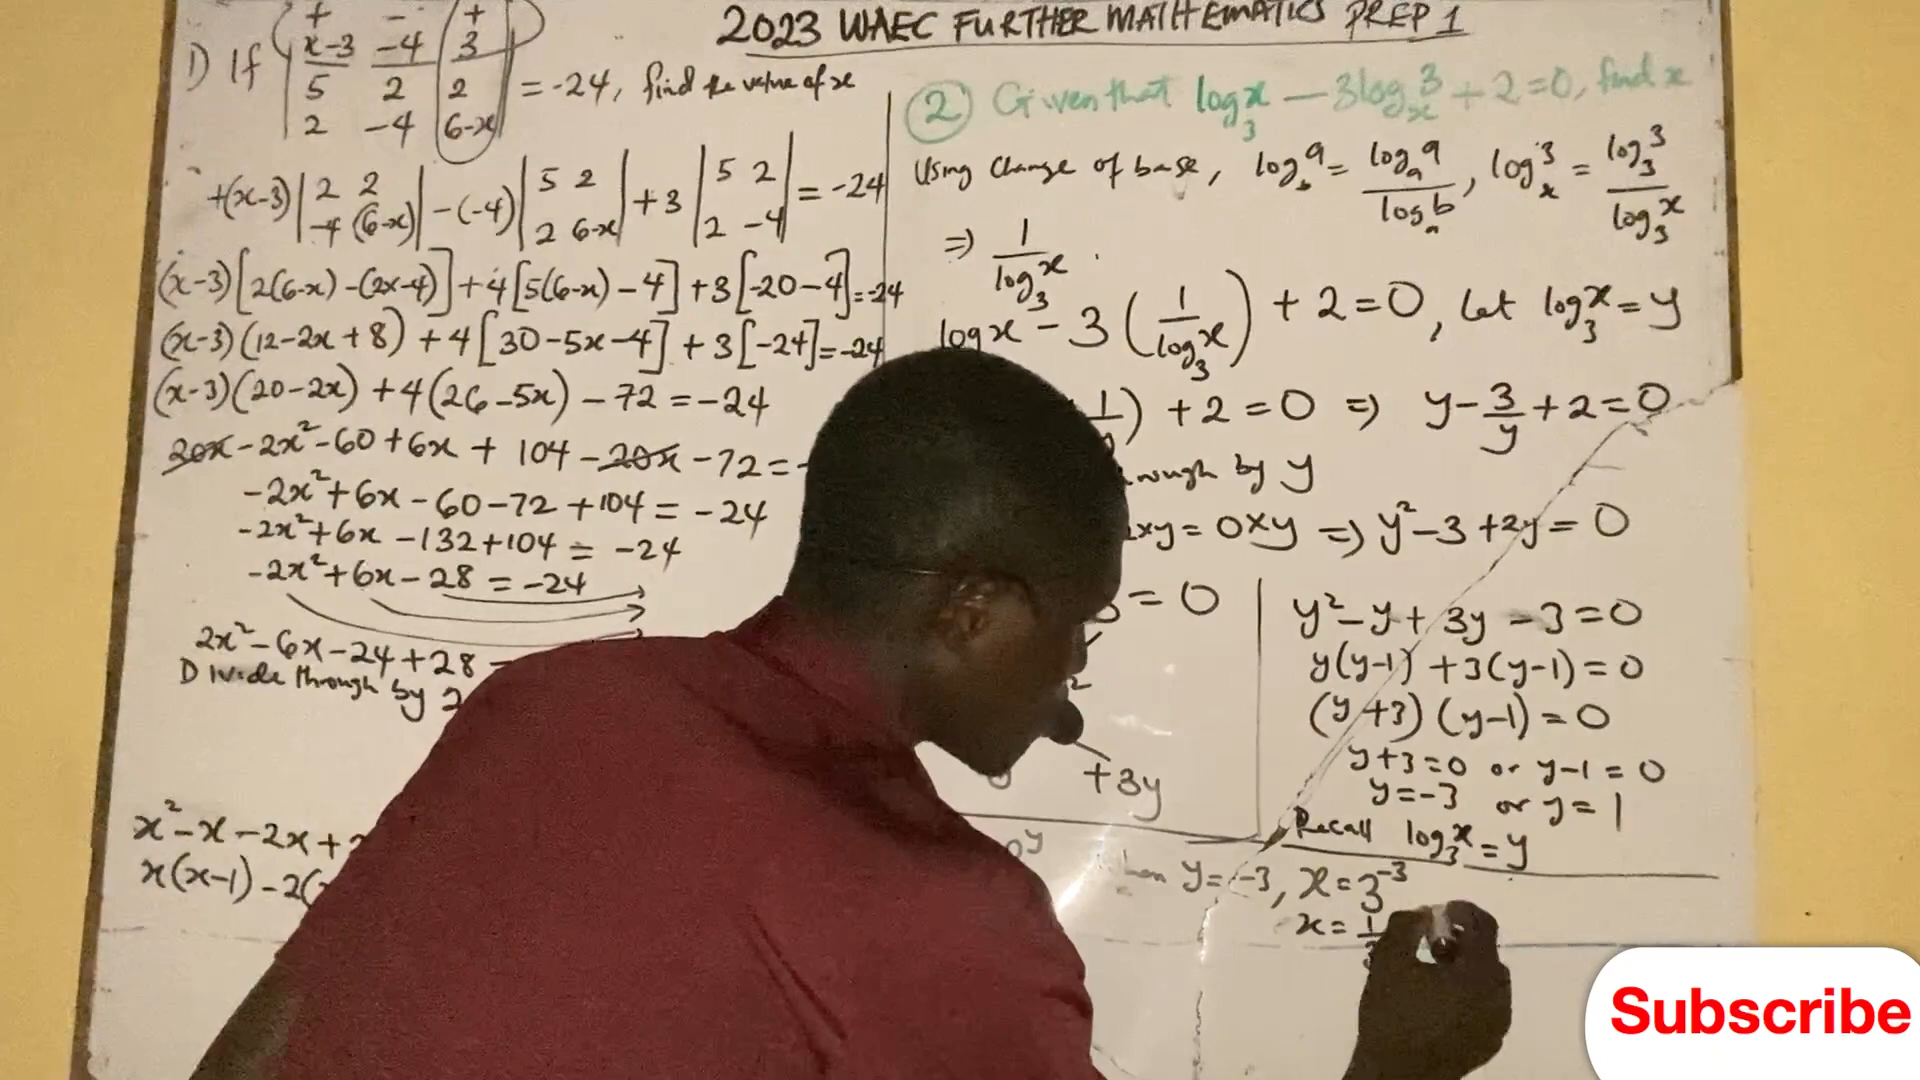 2023 WAEC FURTHER MATHEMATICS PREP 1
+ - +
1) If | x-3 -4 3 |
| 5 2 2 | = -24, find the value of x
| 2 -4 6-x |
+(x-3) | 2 2 | -(-4) | 5 2 | +3 | 5 2 | = -24
| -4 (6-x) | | 2 6-x | | 2 -4 |
(x-3)[2(6-x) -(2x-4)] +4[5(6-x) -4] +3[-20-4] = -24
(x-3)(12-2x+8) +4[30-5x-4] +3[-24] = -24
(x-3)(20-2x) +4(26-5x) -72 = -24
20x -2x² -60 +6x + 104 -20x -72 = -
-2x²+6x -60-72 +104 = -24
-2x²+6x -132+104 = -24
-2x²+6x -28 = -24
2x² -6x -24 +28
Divide through by 2
x² -x -2x +
x(x-1) -2(
2 Given that log₃x - 3logₓ3 + 2=0, find x
Using Change of base, log_b a = log_a a / log_a b, logₓ3 = log₃3 / log₃x
=> 1/log₃x.
log₃x - 3(1/log₃x) + 2=0, Let log₃x = y
) +2=0 => y - 3/y + 2=0
by y
xy = 0xy => y²-3+2y = 0
= 0
+3y
y²-y+3y-3=0
y(y-1) +3(y-1)=0
(y+3)(y-1)=0
y+3=0 or y-1=0
y=-3 or y=1
Recall log₃x = y
y=-3, x=3⁻³
x= 1
Subscribe